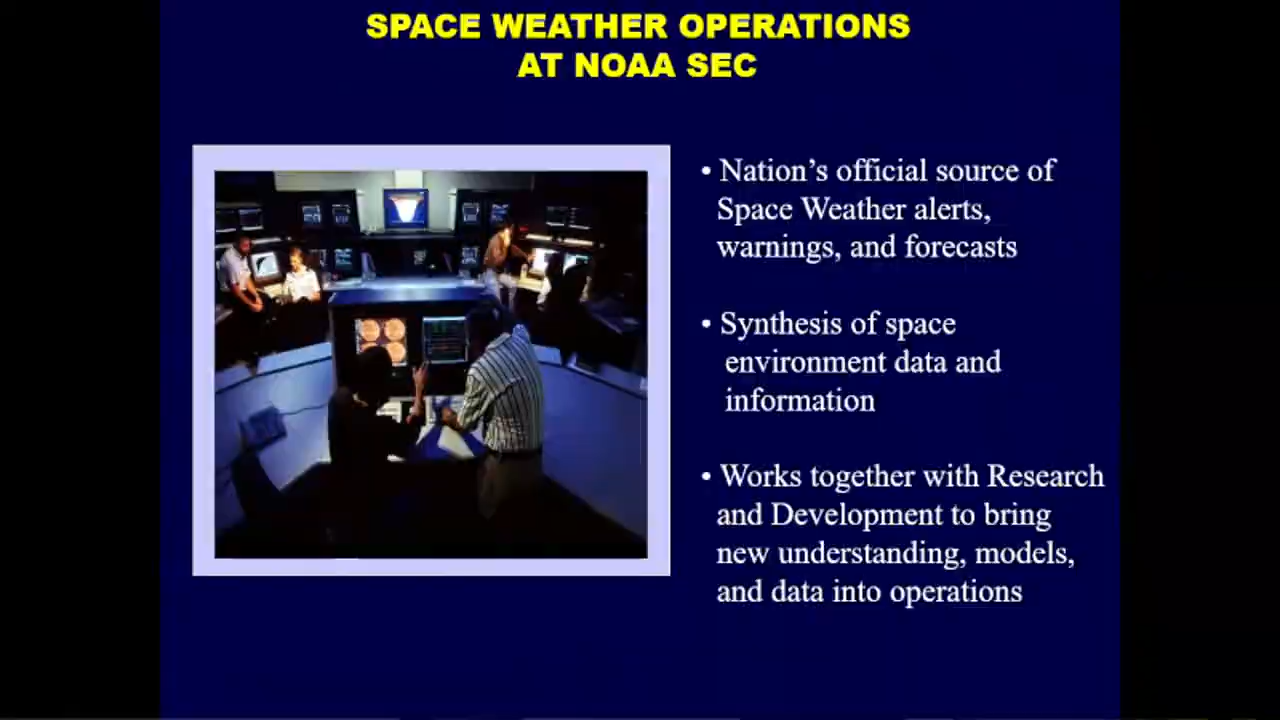 SPACE WEATHER OPERATIONS
AT NOAA SEC
• Nation’s official source of
Space Weather alerts,
warnings, and forecasts
• Synthesis of space
environment data and
information
• Works together with Research
and Development to bring
new understanding, models,
and data into operations